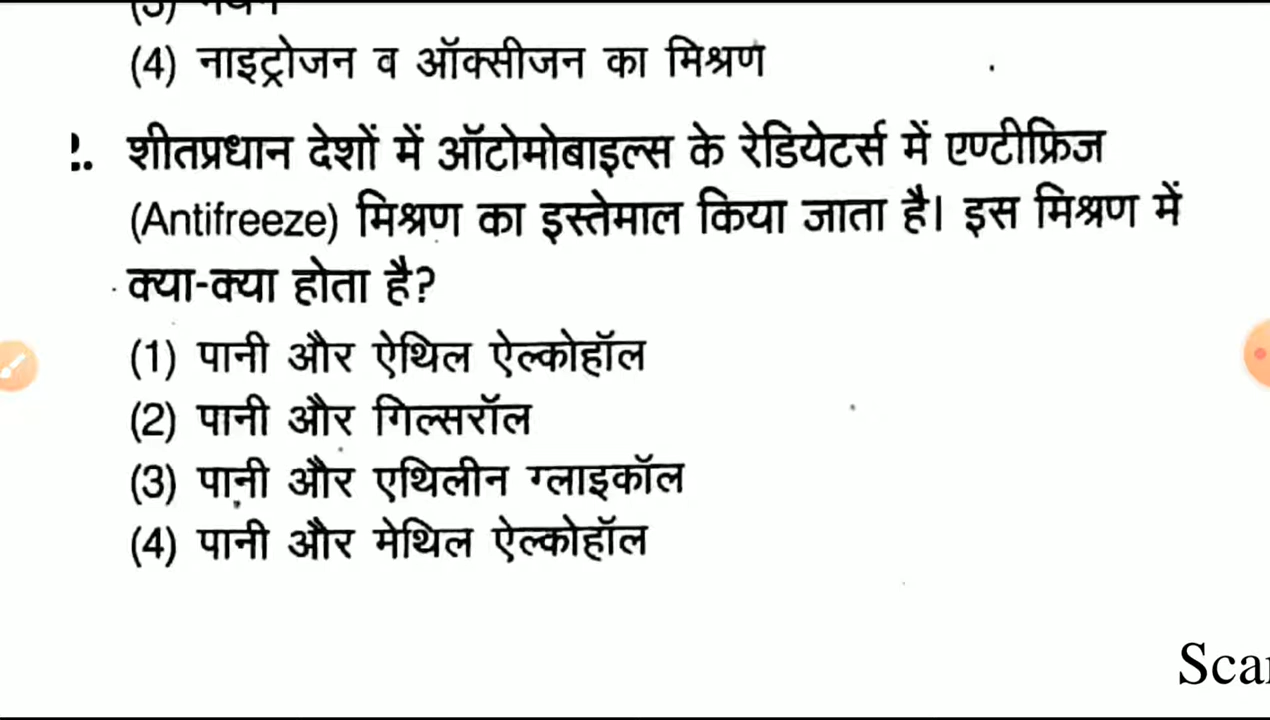 (4) नाइट्रोजन व ऑक्सीजन का मिश्रण
शीतप्रधान देशों में ऑटोमोबाइल्स के रेडियेटर्स में एण्टीफ्रिज
(Antifreeze) मिश्रण का इस्तेमाल किया जाता है। इस मिश्रण में
क्या-क्या होता है?
(1) पानी और ऐथिल ऐल्कोहॉल
(2) पानी और गिल्सरॉल
(3) पानी और एथिलीन ग्लाइकॉल
(4) पानी और मेथिल ऐल्कोहॉल